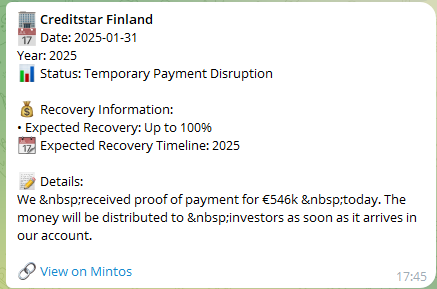 Creditstar Finland
Date: 2025-01-31
Year: 2025
Status: Temporary Payment Disruption
Recovery Information:
• Expected Recovery: Up to 100%
Expected Recovery Timeline: 2025
Details:
We &nbsp;received proof of payment for €546k &nbsp;today. The
money will be distributed to &nbsp;investors as soon as it arrives in
our account.
View on Mintos
17:45